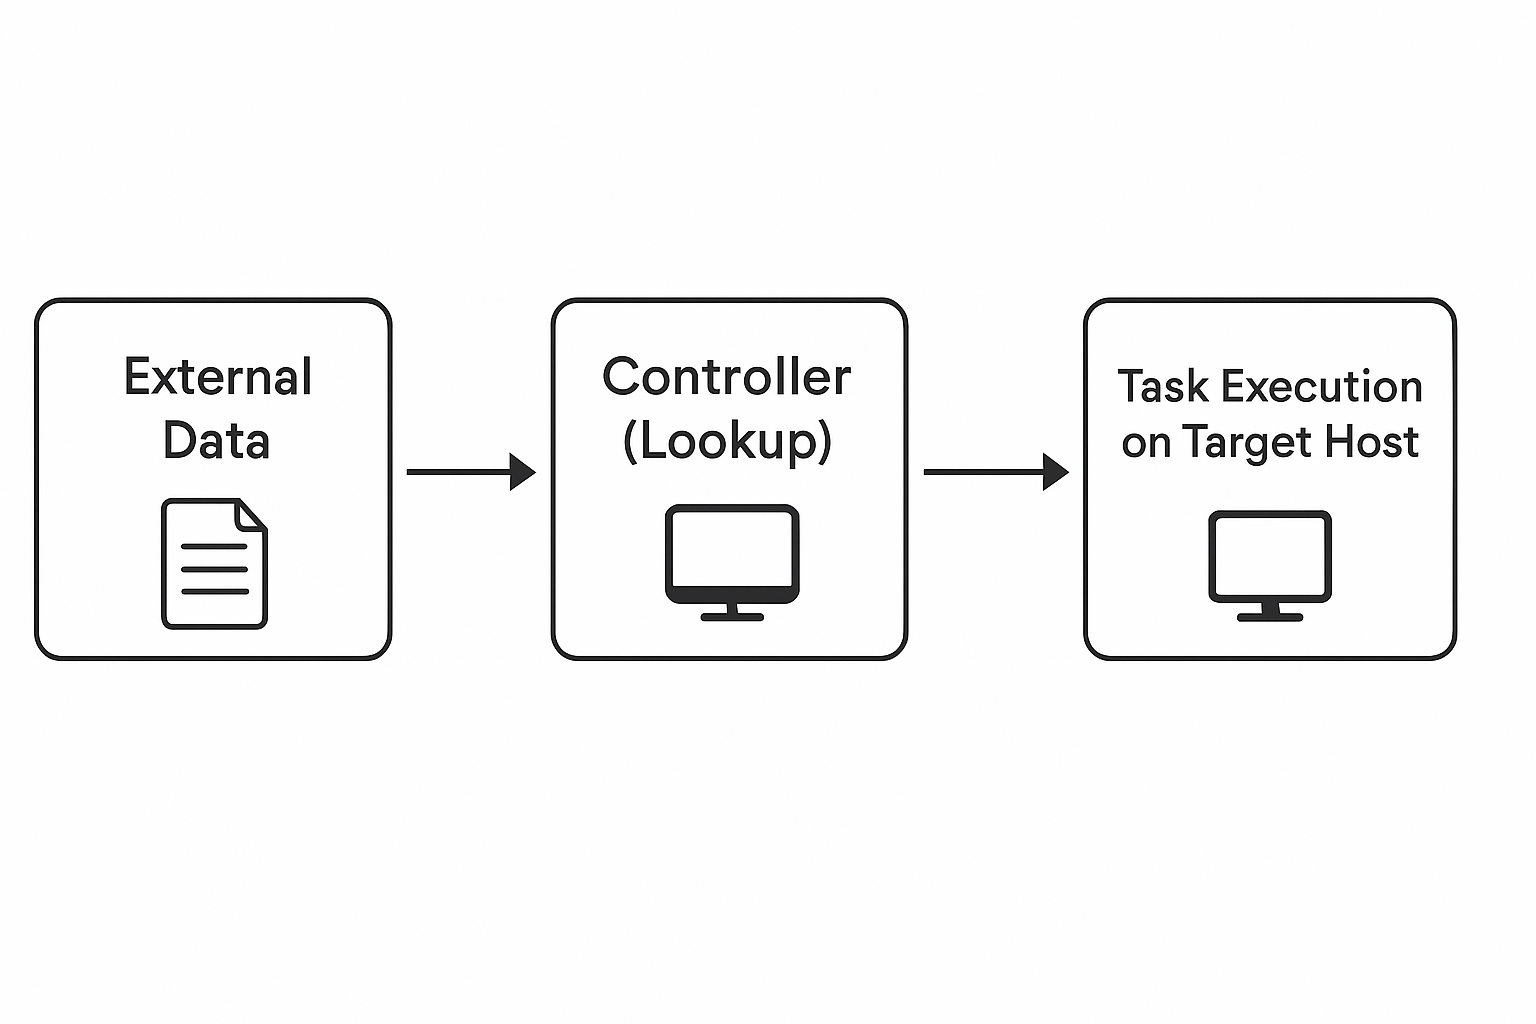 External
Data
Controller
(Lookup)
Task Execution
on Target Host